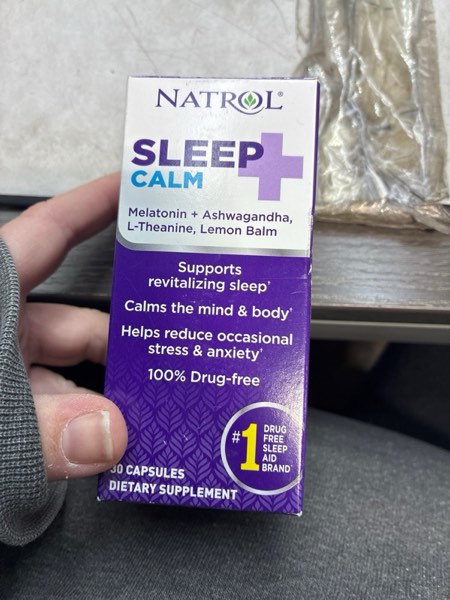 NATROL®
SLEEP+
CALM
Melatonin + Ashwagandha,
L-Theanine, Lemon Balm
Supports
revitalizing sleep†
Calms the mind & body†
Helps reduce occasional
stress & anxiety†
100% Drug-free
#1 DRUG
FREE
SLEEP
AID
BRAND
30 CAPSULES
DIETARY SUPPLEMENT